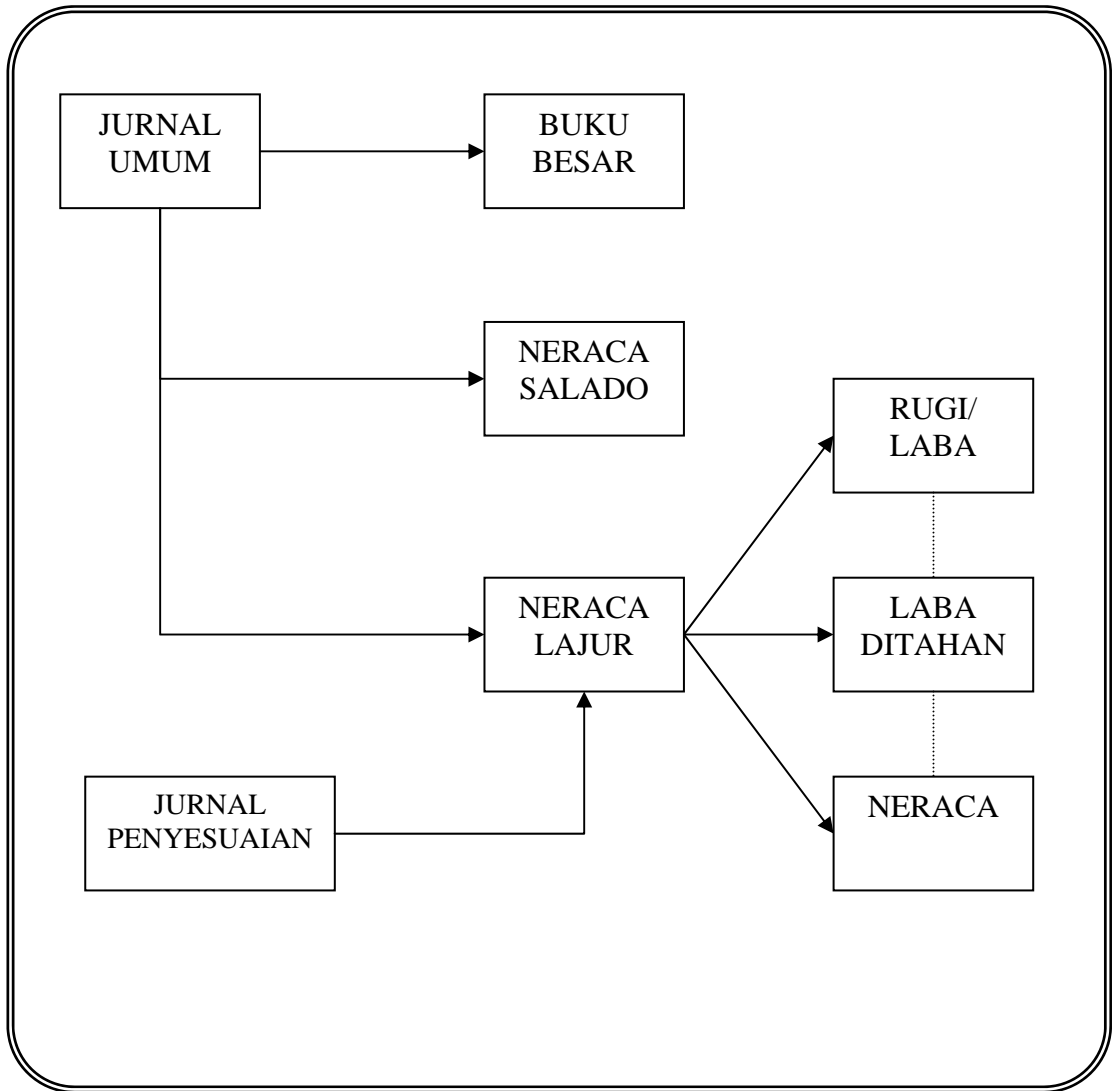 JURNAL
UMUM
BUKU
BESAR
NERACA
SALADO
RUGI/
LABA
NERACA
LAJUR
LABA
DITAHAN
JURNAL
PENYESUAIAN
NERACA